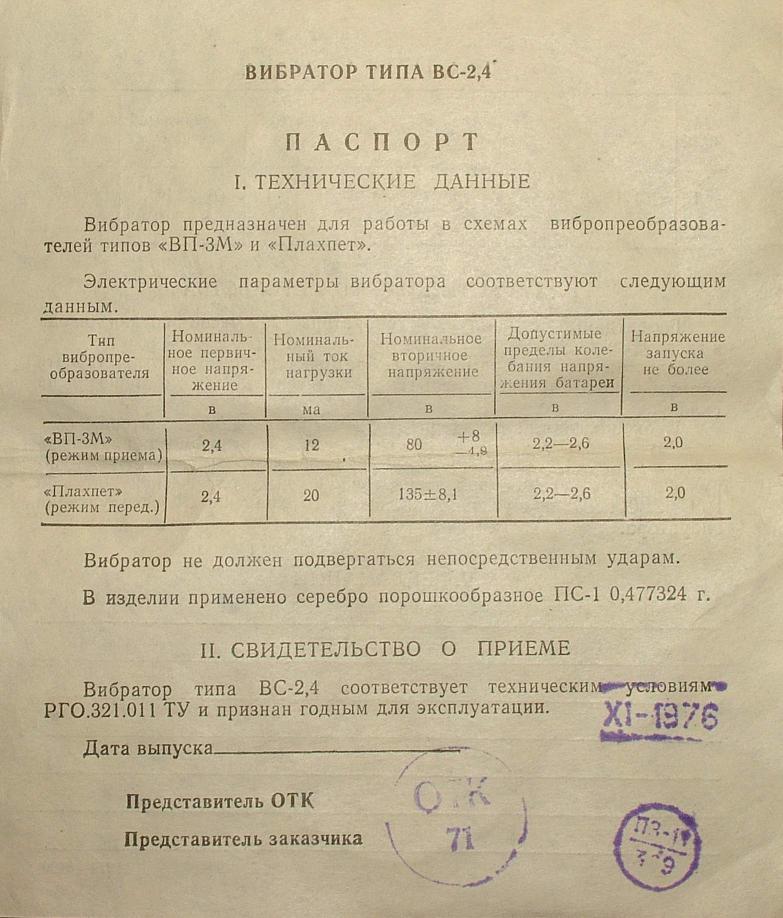 ВИБРАТОР ТИПА ВС-2,4
ПАСПОРТ
I. ТЕХНИЧЕСКИЕ ДАННЫЕ
Вибратор предназначен для работы в схемах вибропреобразова-
телей типов «ВП-3М» и «Плахпет».
Электрические параметры вибратора соответствуют следующим
данным.
Тип
вибропре-
образователя
Номиналь-
ное первич-
ное напря-
жение
в
Номиналь-
ный ток
нагрузки
ма
Номинальное
вторичное
напряжение
в
Допустимые
пределы коле-
бания напря-
жения батареи
в
Напряжение
запуска
не более
в
«ВП-3М»
(режим приема)
2,4
12
80 +8
—4,8
2,2—2,6
2,0
«Плахпет»
(режим перед.)
2,4
20
135±8,1
2,2—2,6
2,0
Вибратор не должен подвергаться непосредственным ударам.
В изделии применено серебро порошкообразное ПС-1 0,477324 г.
II. СВИДЕТЕЛЬСТВО О ПРИЕМЕ
Вибратор типа ВС-2,4 соответствует техническим условиям
РГО.321.011 ТУ и признан годным для эксплуатации.
XI-1976
Дата выпуска
Представитель ОТК
Представитель заказчика
ОТК
71